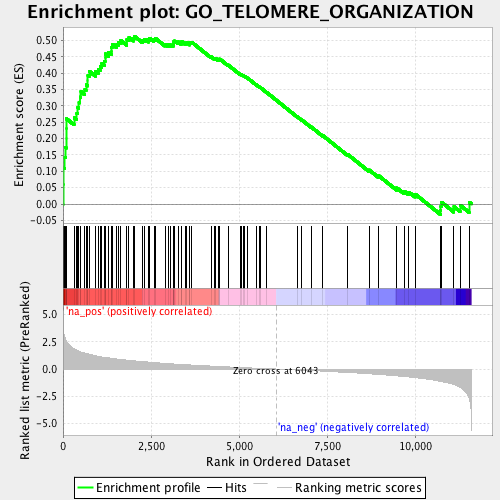 Enrichment plot: GO_TELOMERE_ORGANIZATION
Enrichment score (ES)
0.50
0.45
0.40
0.35
0.30
0.25
0.20
0.15
0.10
0.05
0.00
-0.05
Ranked list metric (PreRanked)
5.0
2.5
0.0
-2.5
-5.0
'na_pos' (positively correlated)
Zero cross at 6043
'na_neg' (negatively correlated)
0
2,500
5,000
7,500
10,000
Rank in Ordered Dataset
Enrichment profile
Hits
Ranking metric scores